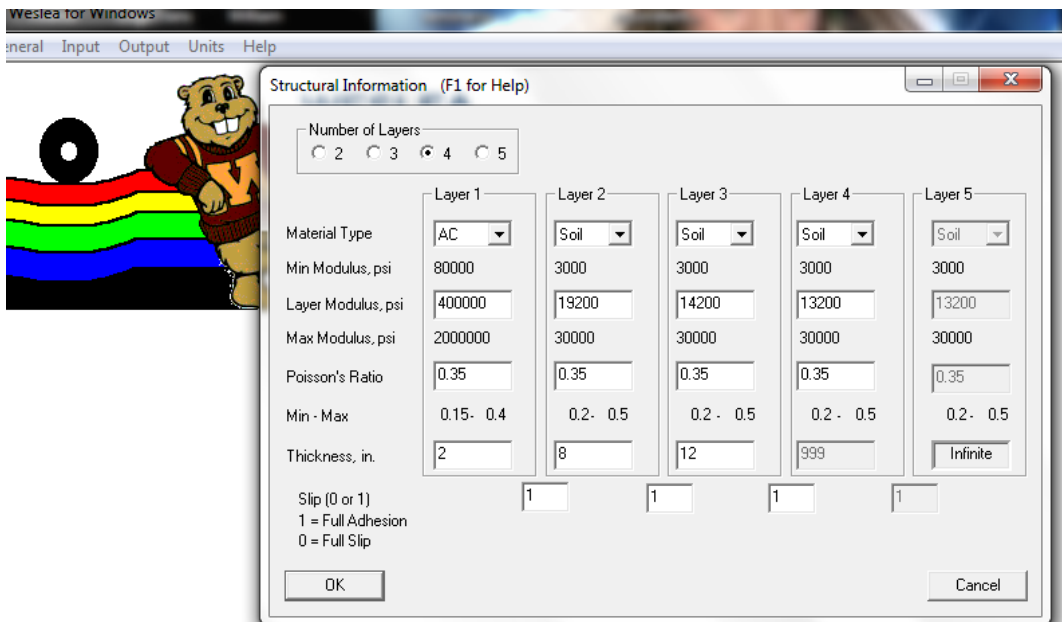 Weslea for Windows
eneral Input Output Units Help
Structural Information (F1 for Help)
Number of Layers
2 3 4 5
Layer 1 Layer 2 Layer 3 Layer 4 Layer 5
Material Type AC Soil Soil Soil Soil
Min Modulus, psi 80000 3000 3000 3000 3000
Layer Modulus, psi 400000 19200 14200 13200 13200
Max Modulus, psi 2000000 30000 30000 30000 30000
Poisson's Ratio 0.35 0.35 0.35 0.35 0.35
Min - Max 0.15- 0.4 0.2- 0.5 0.2 - 0.5 0.2 - 0.5 0.2- 0.5
Thickness, in. 2 8 12 999 Infinite
Slip (0 or 1) 1 1 1 1
1 = Full Adhesion
0 = Full Slip
OK Cancel